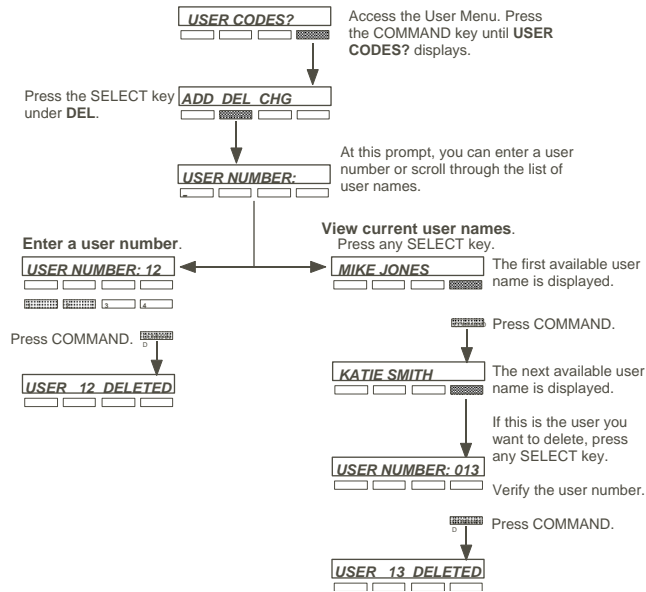 USER CODES?
Access the User Menu. Press
the COMMAND key until USER
CODES? displays.
Press the SELECT key
under DEL.
ADD DEL CHG
At this prompt, you can enter a user
number or scroll through the list of
user names.
USER NUMBER:
_
Enter a user number.
USER NUMBER: 12
3 4
Press COMMAND.
D
USER 12 DELETED
View current user names.
Press any SELECT key.
MIKE JONES
The first available user
name is displayed.
Press COMMAND.
KATIE SMITH
The next available user
name is displayed.
If this is the user you
want to delete, press
any SELECT key.
USER NUMBER: 013
Verify the user number.
Press COMMAND.
D
USER 13 DELETED